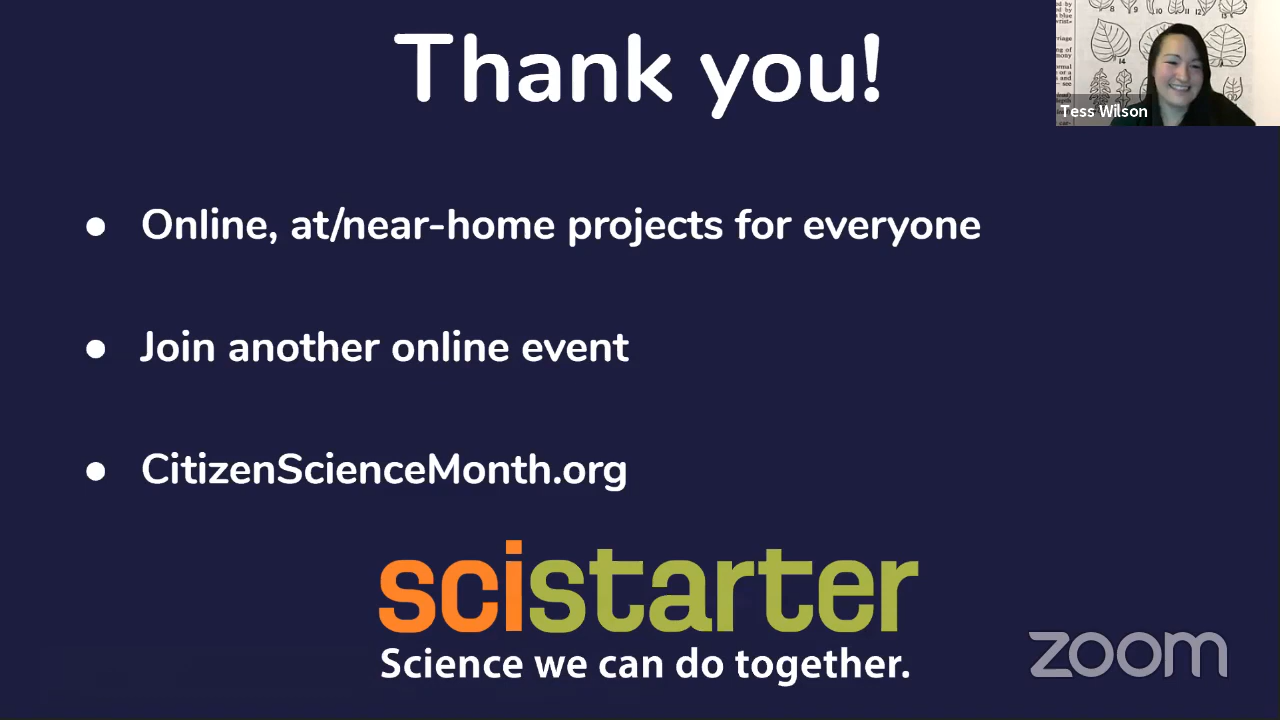 Thank you!
Tess Wilson
● Online, at/near-home projects for everyone
● Join another online event
● CitizenScienceMonth.org
scistarter
Science we can do together.
zoom